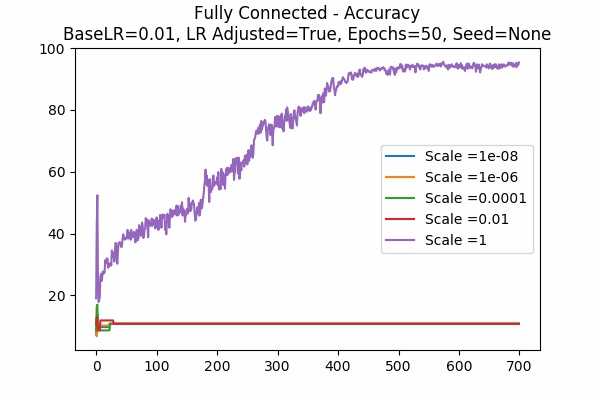 Fully Connected - Accuracy
BaseLR=0.01, LR Adjusted=True, Epochs=50, Seed=None
100
80
60
40
20
Scale =1e-08
Scale =1e-06
Scale =0.0001
Scale =0.01
Scale =1
0 100 200 300 400 500 600 700